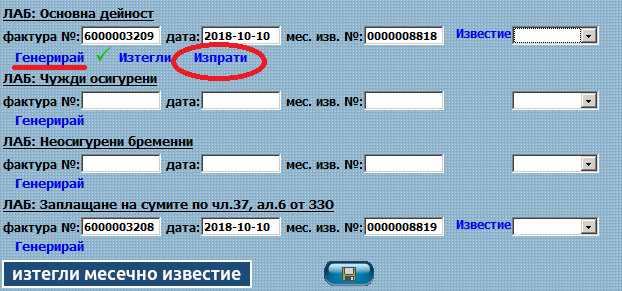 ЛАБ: Основна дейност
фактура №: 6000003209 дата: 2018-10-10 мес. изв. №: 0000008818 Известие
Генерирай Изтегли Изпрати
ЛАБ: Чужди осигурени
фактура №: дата: мес. изв. №:
Генерирай
ЛАБ: Неосигурени бременни
фактура №: дата: мес. изв. №:
Генерирай
ЛАБ: Заплащане на сумите по чл.37, ал.6 от ЗЗО
фактура №: 6000003208 дата: 2018-10-10 мес. изв. №: 0000008819 Известие
Генерирай
изтегли месечно известие